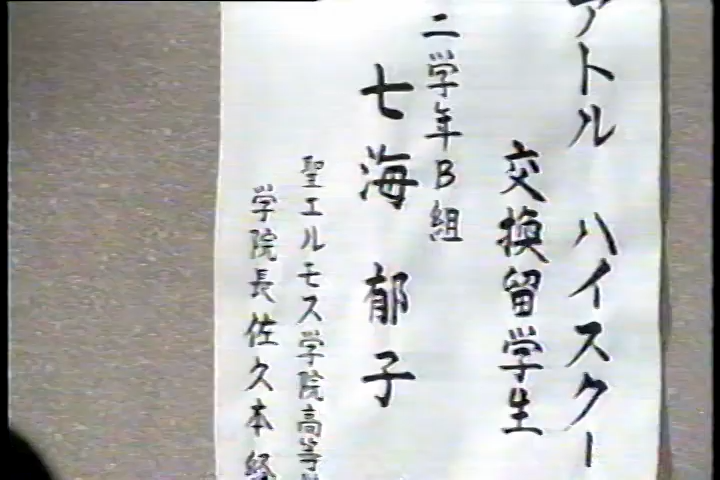 アトル ハイスクー
交換留学生
二学年B組
七海 郁子
聖エルモス学院高等
学院長佐久本